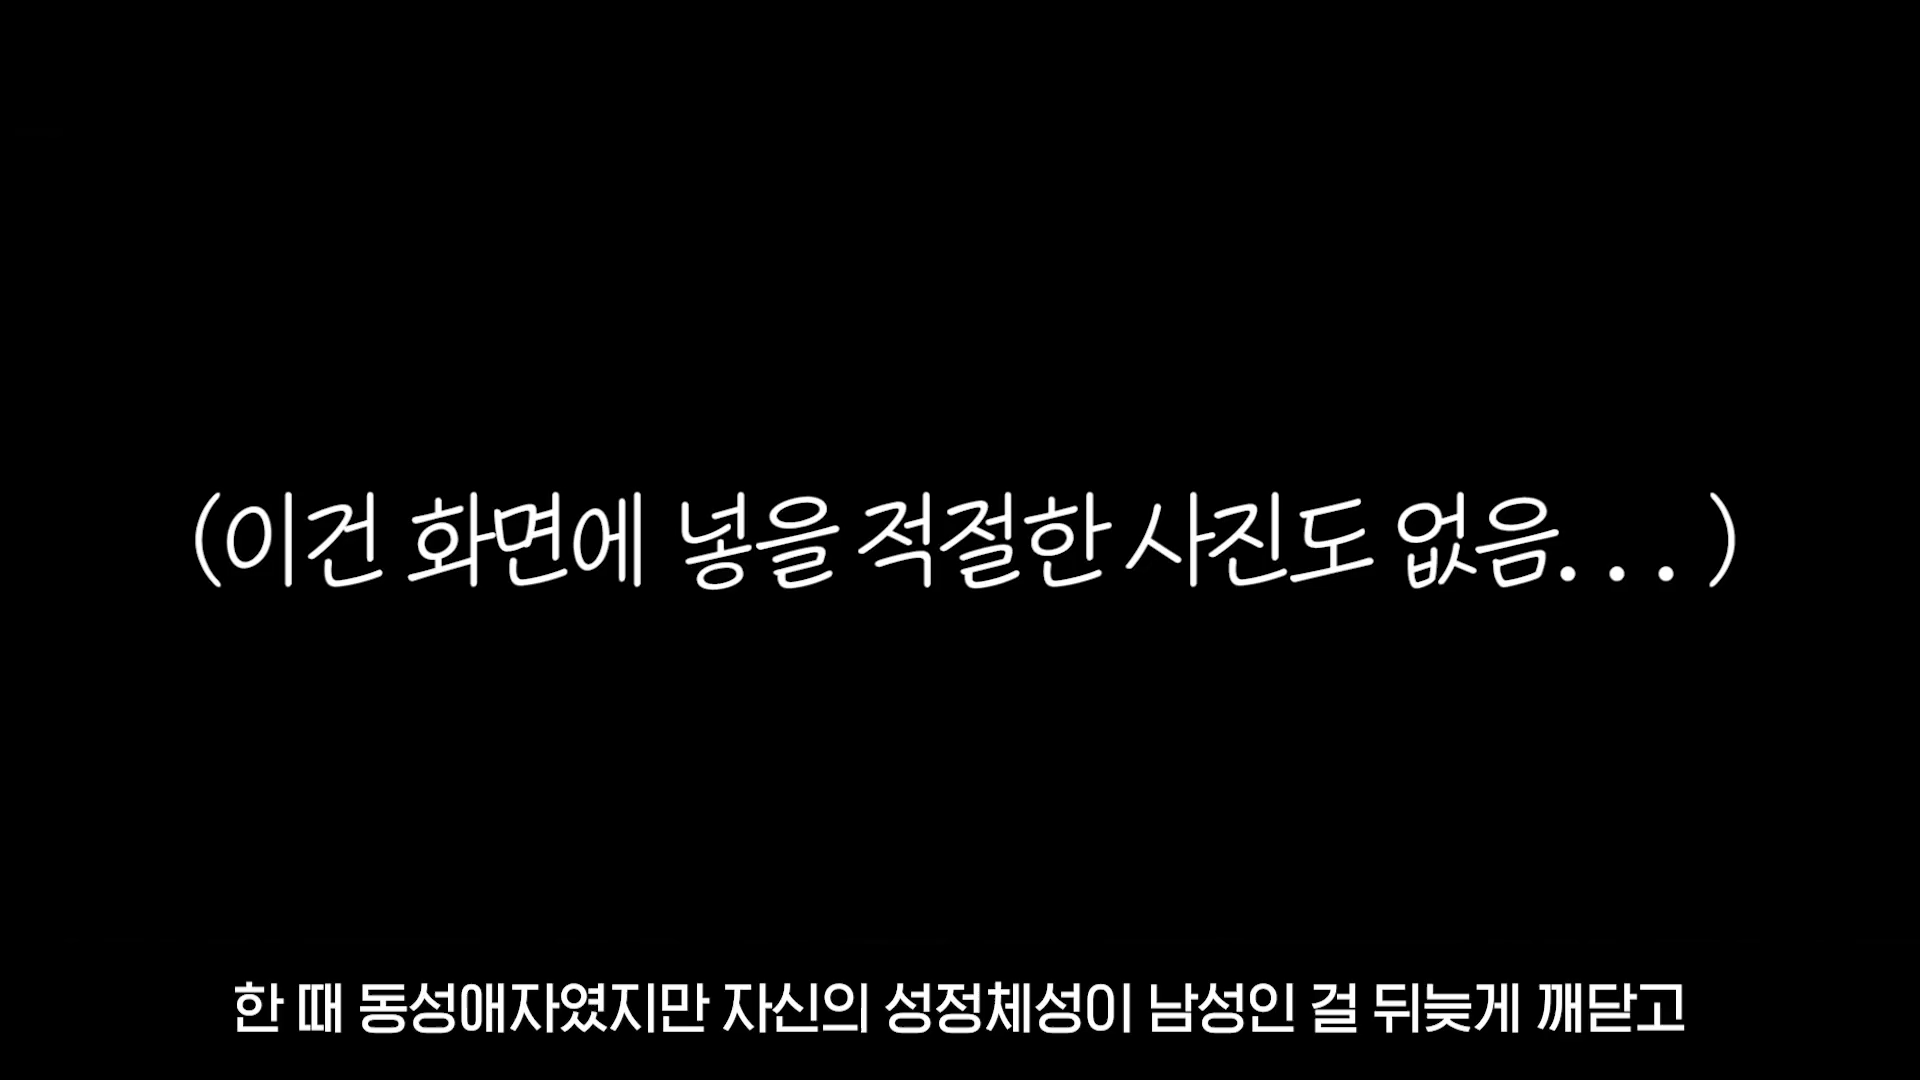 (이건 화면에 넣을 적절한 사진도 없음...)
한 때 동성애자였지만 자신의 성정체성이 남성인 걸 뒤늦게 깨닫고